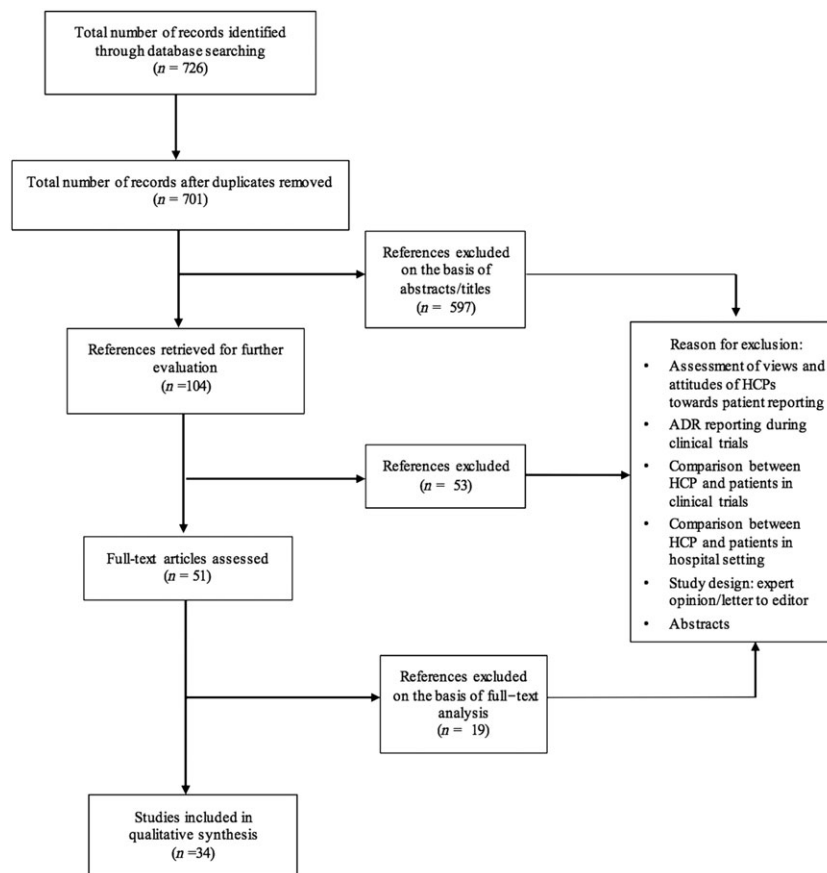 Total number of records identified
through database searching
(n = 726)
Total number of records after duplicates removed
(n = 701)
References excluded
on the basis of
abstracts/titles
(n = 597)
References retrieved for further
evaluation
(n =104)
Reason for exclusion:
• Assessment of views and
attitudes of HCPs
towards patient reporting
• ADR reporting during
clinical trials
• Comparison between
HCP and patients in
clinical trials
• Comparison between
HCP and patients in
hospital setting
• Study design: expert
opinion/letter to editor
• Abstracts
References excluded
(n = 53)
Full-text articles assessed
(n = 51)
References excluded
on the basis of full−text
analysis
(n = 19)
Studies included in
qualitative synthesis
(n =34)